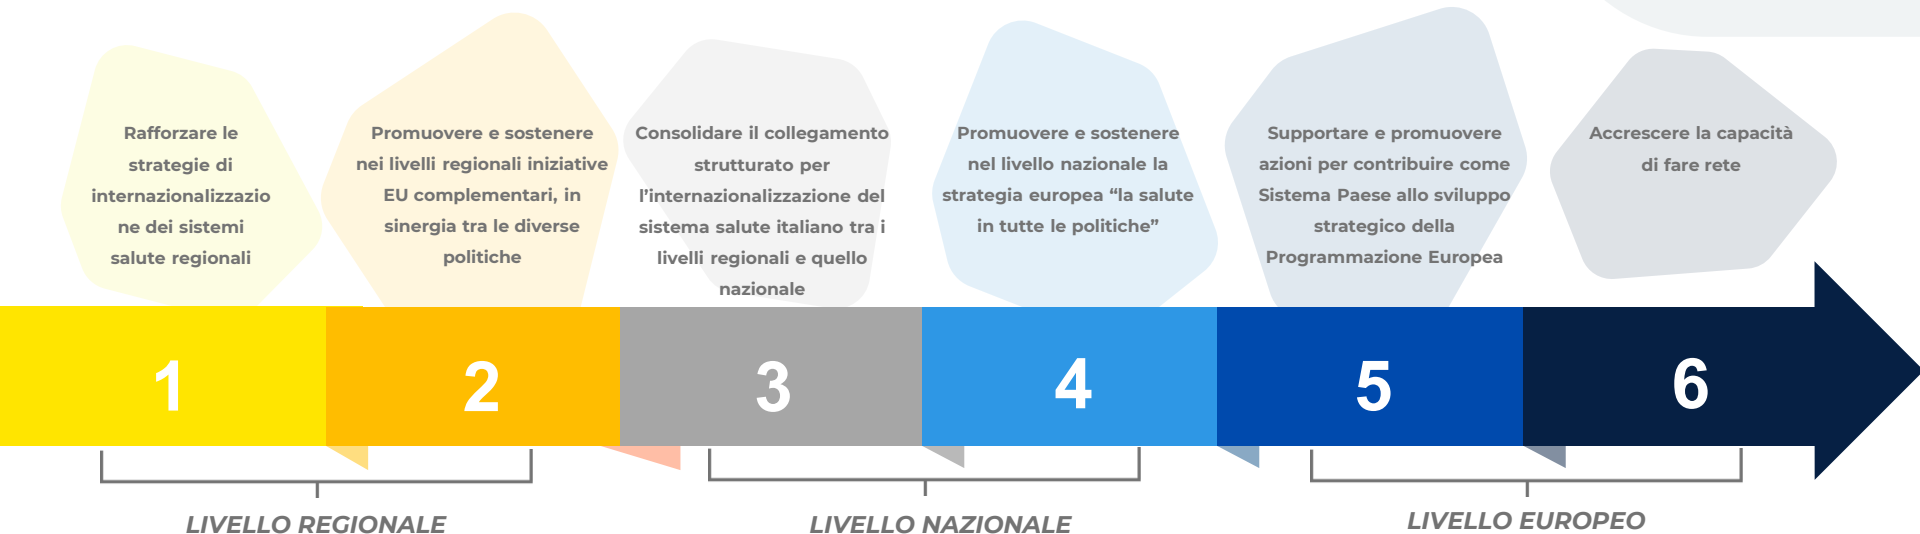 Rafforzare le
strategie di
internazionalizzazio
ne dei sistemi
salute regionali
Promuovere e sostenere
nei livelli regionali iniziative
EU complementari, in
sinergia tra le diverse
politiche
Consolidare il collegamento
strutturato per
l’internazionalizzazione del
sistema salute italiano tra i
livelli regionali e quello
nazionale
Promuovere e sostenere
nel livello nazionale la
strategia europea “la salute
in tutte le politiche”
Supportare e promuovere
azioni per contribuire come
Sistema Paese allo sviluppo
strategico della
Programmazione Europea
Accrescere la capacità
di fare rete
1
2
3
4
5
6
LIVELLO REGIONALE
LIVELLO NAZIONALE
LIVELLO EUROPEO